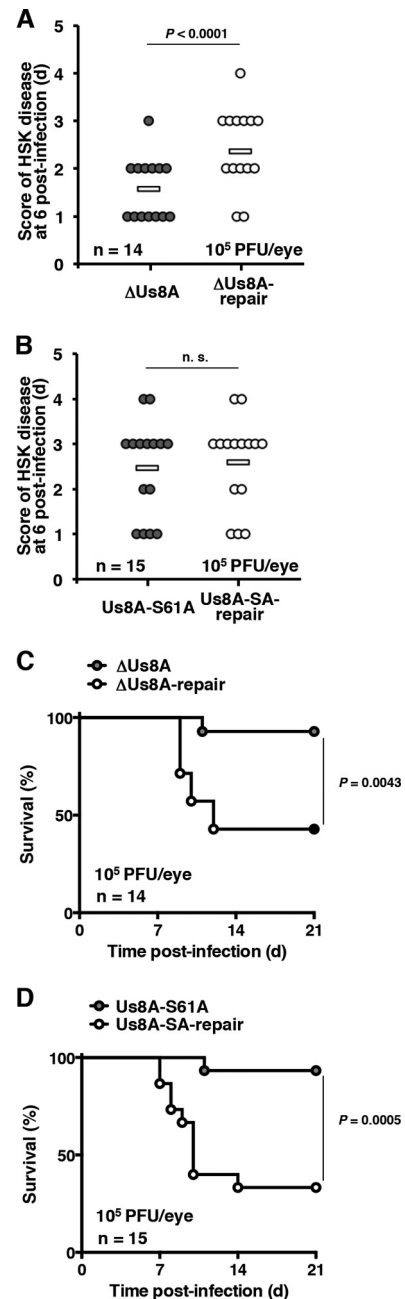 A
P < 0.0001
5
4
3
2
1
0
Score of HSK disease
at 6 post-infection (d)
n = 14
10⁵ PFU/eye
ΔUs8A
ΔUs8A-
repair
B
n. s.
5
4
3
2
1
0
Score of HSK disease
at 6 post-infection (d)
n = 15
10⁵ PFU/eye
Us8A-S61A
Us8A-SA-
repair
C
ΔUs8A
ΔUs8A-repair
100
50
0
Survival (%)
P = 0.0043
10⁵ PFU/eye
n = 14
0 7 14 21
Time post-infection (d)
D
Us8A-S61A
Us8A-SA-repair
100
50
0
Survival (%)
P = 0.0005
10⁵ PFU/eye
n = 15
0 7 14 21
Time post-infection (d)